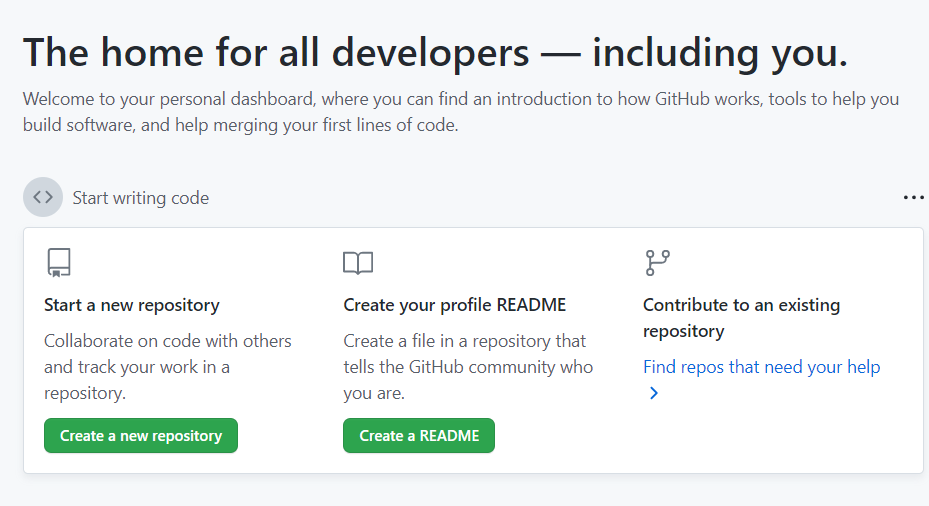 The home for all developers — including you.
Welcome to your personal dashboard, where you can find an introduction to how GitHub works, tools to help you
build software, and help merging your first lines of code.
Start writing code
Start a new repository
Collaborate on code with others
and track your work in a
repository.
Create a new repository
Create your profile README
Create a file in a repository that
tells the GitHub community who
you are.
Create a README
Contribute to an existing
repository
Find repos that need your help